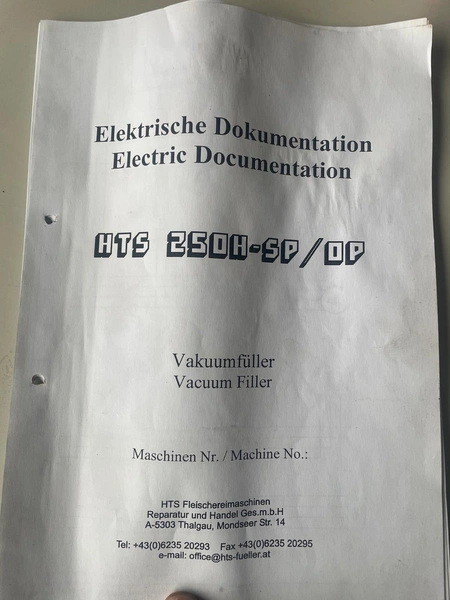 Elektrische Dokumentation
Electric Documentation
HTS 250H-SP/DP
Vakuumfüller
Vacuum Filler
Maschinen Nr. / Machine No.:
HTS Fleischereimaschinen
Reparatur und Handel Ges.m.b.H
A-5303 Thalgau, Mondseer Str. 14
Tel: +43(0)6235 20293 Fax +43(0)6235 20295
e-mail: office@hts-fueller.at